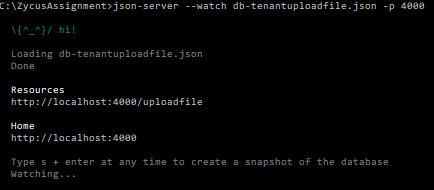 C:\ZycusAssignment>json-server --watch db-tenantuploadfile.json -p 4000
\{^_^}/ hi!
Loading db-tenantuploadfile.json
Done
Resources
http://localhost:4000/uploadfile
Home
http://localhost:4000
Type s + enter at any time to create a snapshot of the database
Watching...